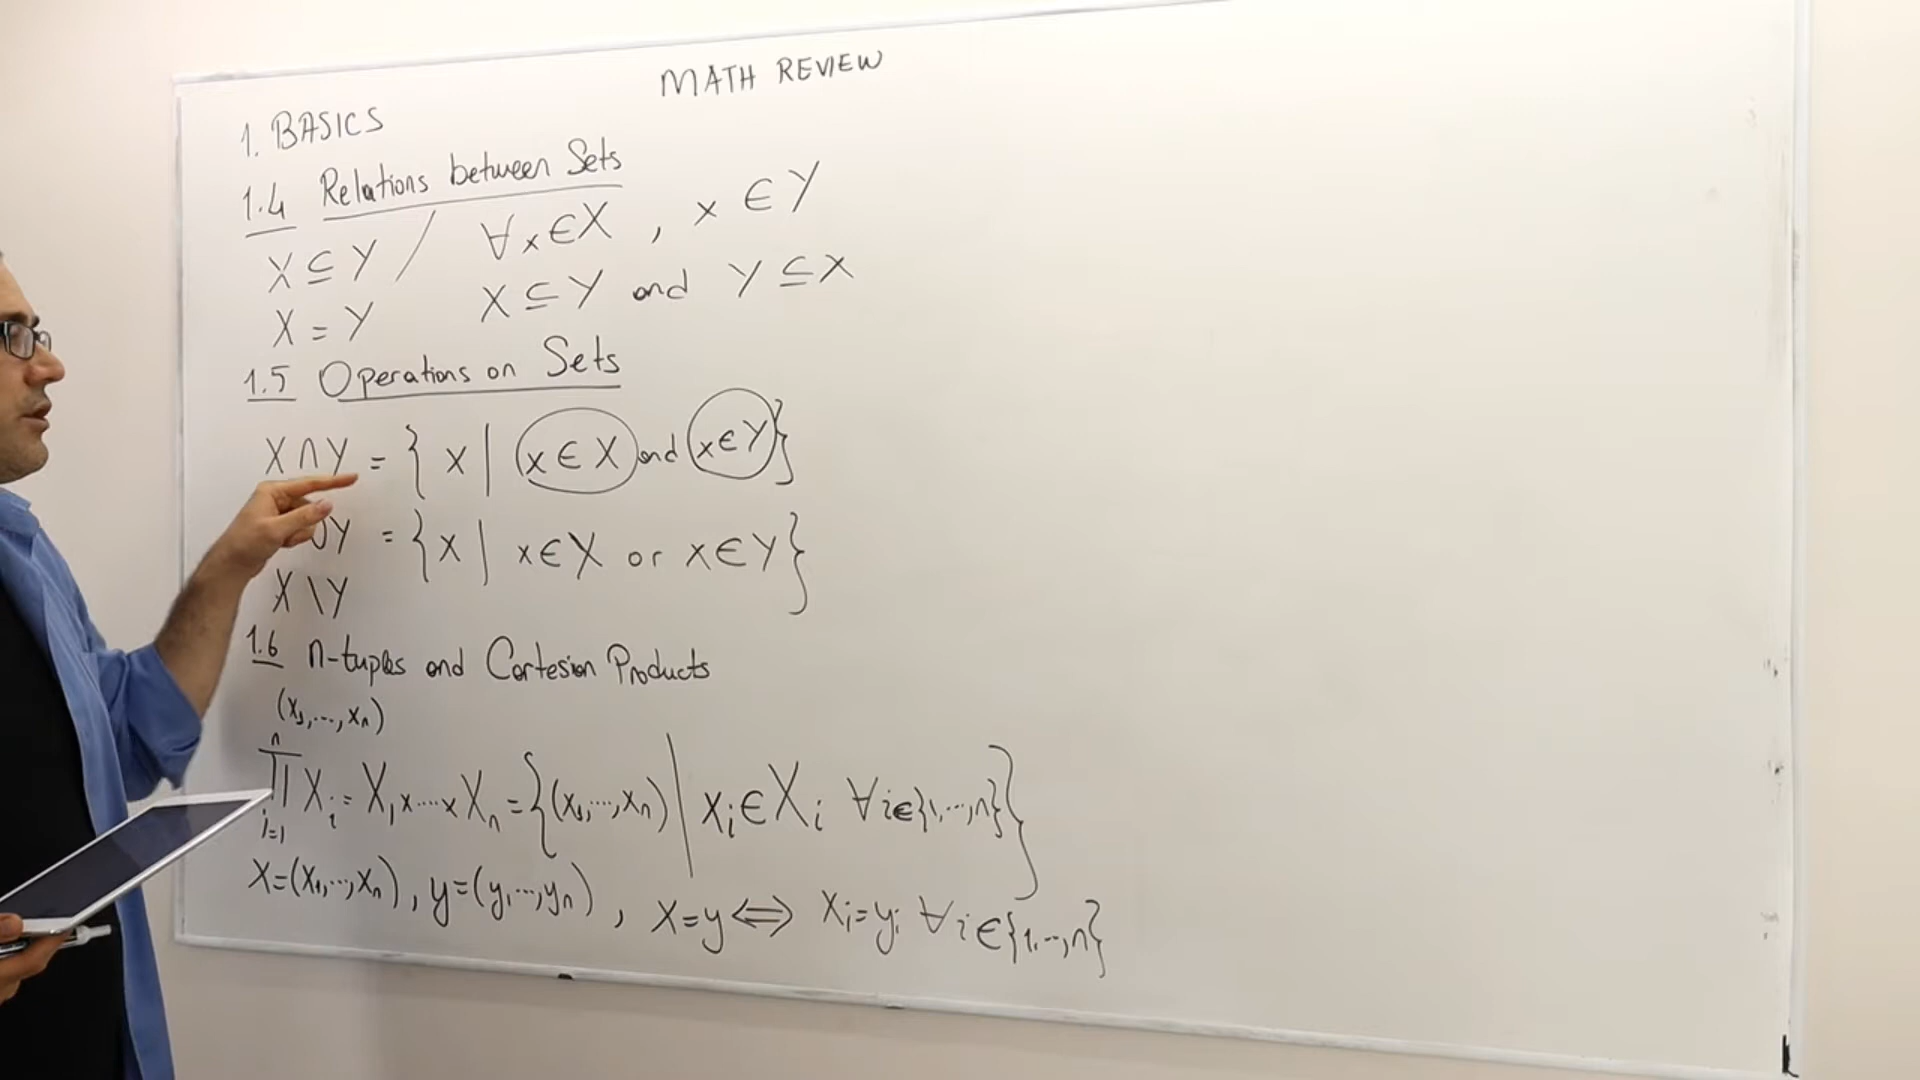 MATH REVIEW
1. BASICS
1.4 Relations between Sets
X ⊆ Y / ∀x∈X , x ∈ Y
X = Y X ⊆ Y and Y ⊆ X
1.5 Operations on Sets
X ∩ Y = { x | x ∈ X and x ∈ Y }
∪ Y = { x | x ∈ X or x ∈ Y }
X \ Y
1.6 n-tuples and Cartesian Products
(x₁,...,xₙ)
∏ⁿᵢ₌₁ Xᵢ = X₁ x ···· x Xₙ = {(x₁,...,xₙ) | xᵢ ∈ Xᵢ ∀i∈{1,...,n}}
x=(x₁,...,xₙ), y=(y₁,...,yₙ), x=y ⇔ xᵢ=yᵢ ∀i∈{1,...,n}